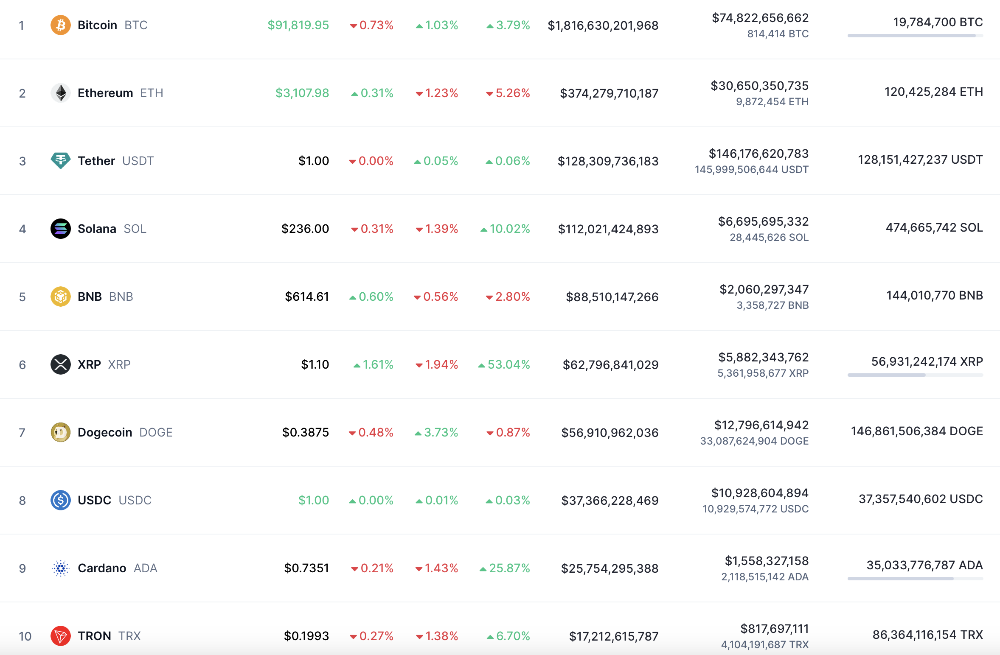 1 Bitcoin BTC $91,819.95 0.73% 1.03% 3.79% $1,816,630,201,968 $74,822,656,662 19,784,700 BTC
814,414 BTC
2 Ethereum ETH $3,107.98 0.31% 1.23% 5.26% $374,279,710,187 $30,650,350,735 120,425,284 ETH
9,872,454 ETH
3 Tether USDT $1.00 0.00% 0.05% 0.06% $128,309,736,183 $146,176,620,783 128,151,427,237 USDT
145,999,506,644 USDT
4 Solana SOL $236.00 0.31% 1.39% 10.02% $112,021,424,893 $6,695,695,332 474,665,742 SOL
28,445,626 SOL
5 BNB BNB $614.61 0.60% 0.56% 2.80% $88,510,147,266 $2,060,297,347 144,010,770 BNB
3,358,727 BNB
6 XRP XRP $1.10 1.61% 1.94% 53.04% $62,796,841,029 $5,882,343,762 56,931,242,174 XRP
5,361,958,677 XRP
7 Dogecoin DOGE $0.3875 0.48% 3.73% 0.87% $56,910,962,036 $12,796,614,942 146,861,506,384 DOGE
33,087,624,904 DOGE
8 USDC USDC $1.00 0.00% 0.01% 0.03% $37,366,228,469 $10,928,604,894 37,357,540,602 USDC
10,929,574,772 USDC
9 Cardano ADA $0.7351 0.21% 1.43% 25.87% $25,754,295,388 $1,558,327,158 35,033,776,787 ADA
2,118,515,142 ADA
10 TRON TRX $0.1993 0.27% 1.38% 6.70% $17,212,615,787 $817,697,111 86,364,116,154 TRX
4,104,191,687 TRX